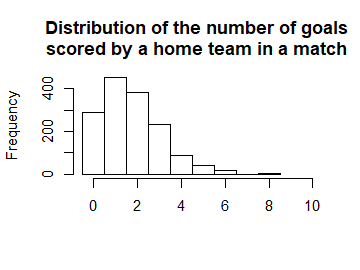 Distribution of the number of goals
scored by a home team in a match
Frequency
400
200
0
0 2 4 6 8 10